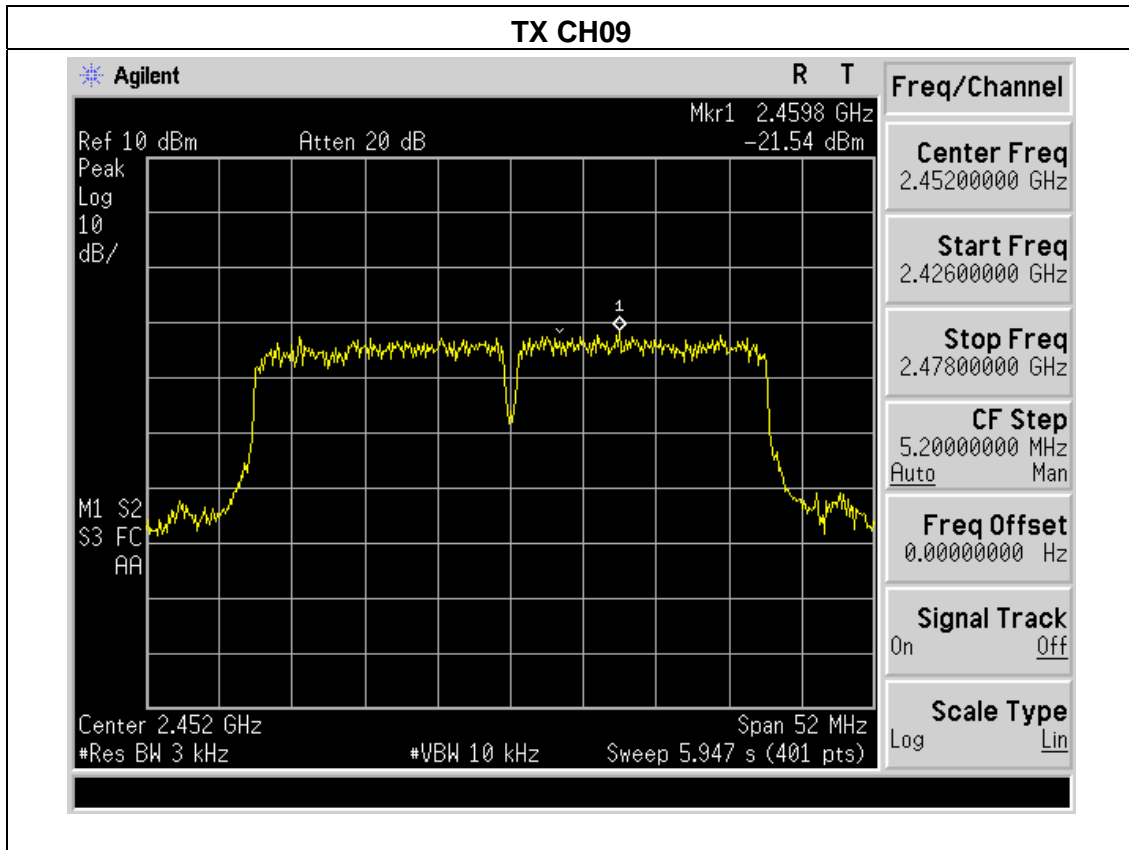 TX CH09
Agilent R T
Mkr1 2.4598 GHz
Ref 10 dBm Atten 20 dB -21.54 dBm
Peak
Log
10
dB/
1
M1 S2
S3 FC
AA
Center 2.452 GHz Span 52 MHz
#Res BW 3 kHz #VBW 10 kHz Sweep 5.947 s (401 pts)
Freq/Channel
Center Freq
2.45200000 GHz
Start Freq
2.42600000 GHz
Stop Freq
2.47800000 GHz
CF Step
5.20000000 MHz
Auto Man
Freq Offset
0.00000000 Hz
Signal Track
On Off
Scale Type
Log Lin